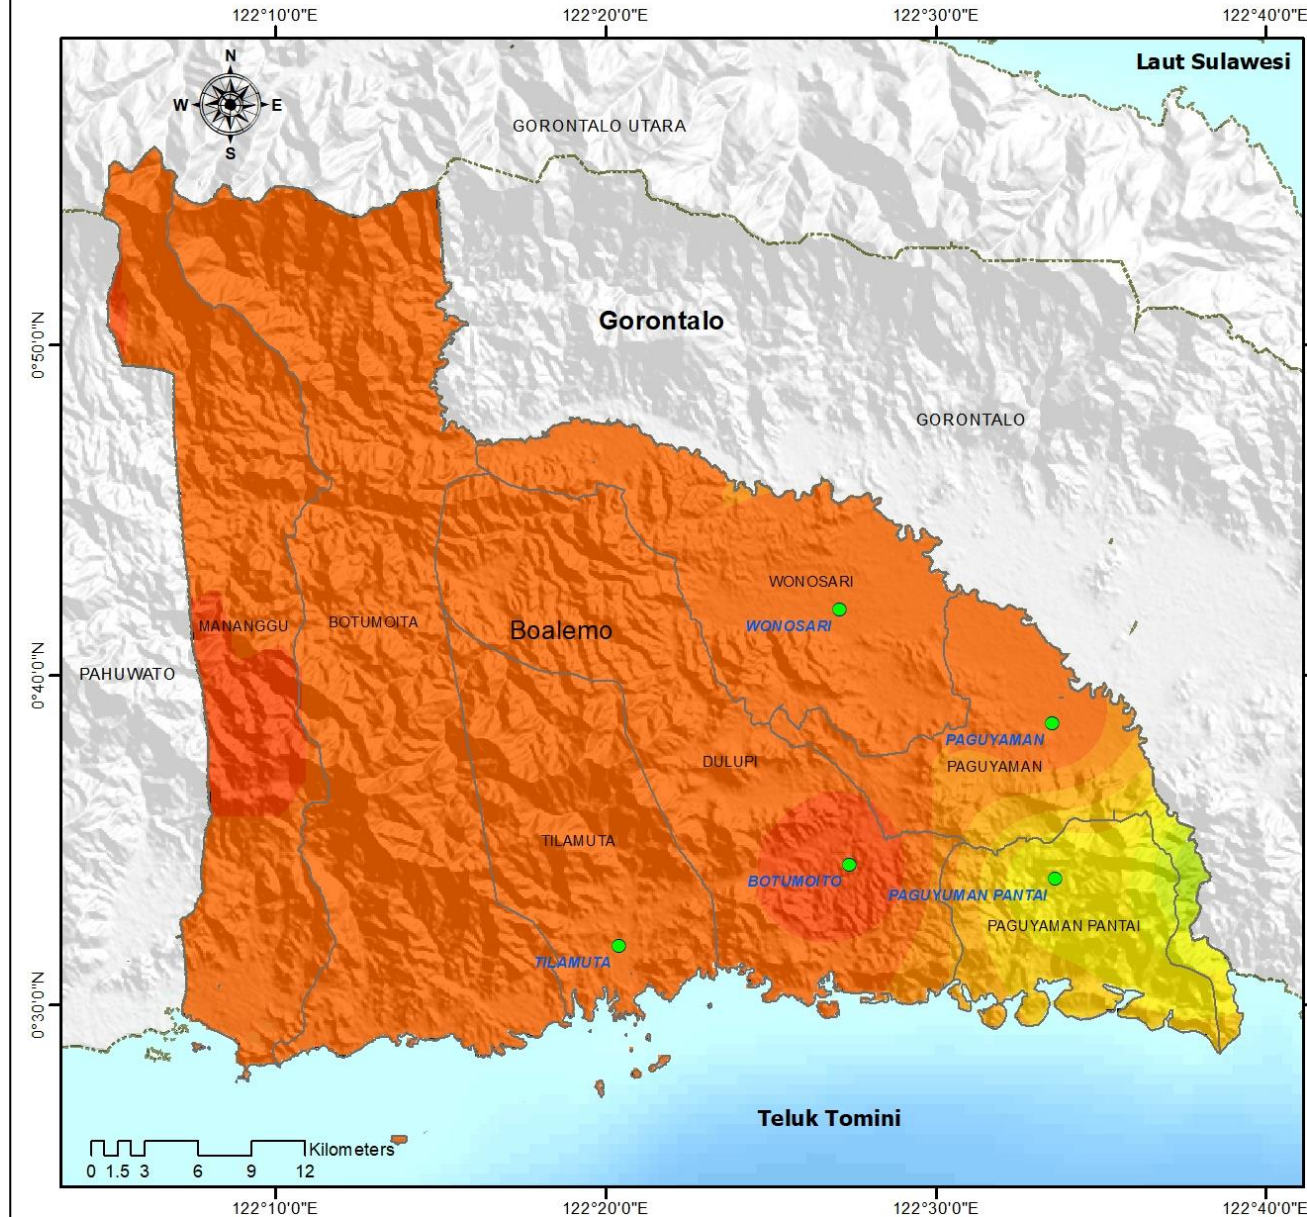 122°10'0"E
122°20'0"E
122°30'0"E
122°40'0"E
Laut Sulawesi
N
W
E
S
GORONTALO UTARA
0°50'0"N
Gorontalo
GORONTALO
WONOSARI
WONOSARI
MANANGGU
BOTUMOITA
Boalemo
PAHUWATO
0°40'0"N
PAGUYAMAN
PAGUYAMAN
DULUPI
TILAMUTA
BOTUMOITO
PAGUYUMAN PANTAI
PAGUYAMAN PANTAI
TILAMUTA
0°30'0"N
Teluk Tomini
Kilometers
0 1.5 3 6 9 12
122°10'0"E
122°20'0"E
122°30'0"E
122°40'0"E